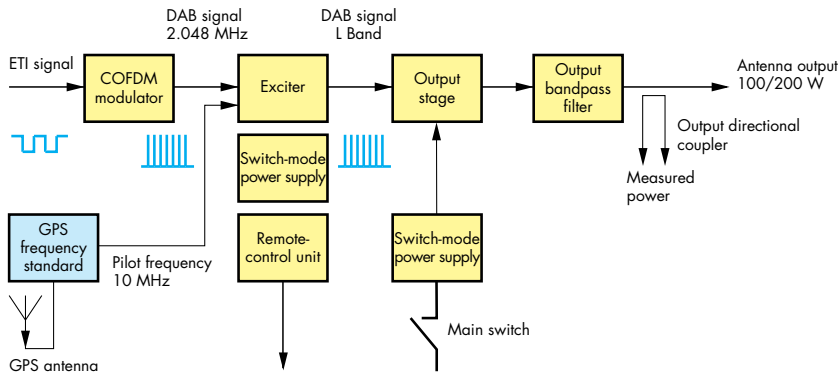 DAB signal
2.048 MHz
DAB signal
L Band
ETI signal
COFDM
modulator
Exciter
Output
stage
Output
bandpass
filter
Antenna output
100/200 W
Output directional
coupler
Measured
power
Switch-mode
power supply
GPS
frequency
standard
Pilot frequency
10 MHz
Remote-
control unit
Switch-mode
power supply
Main switch
GPS antenna